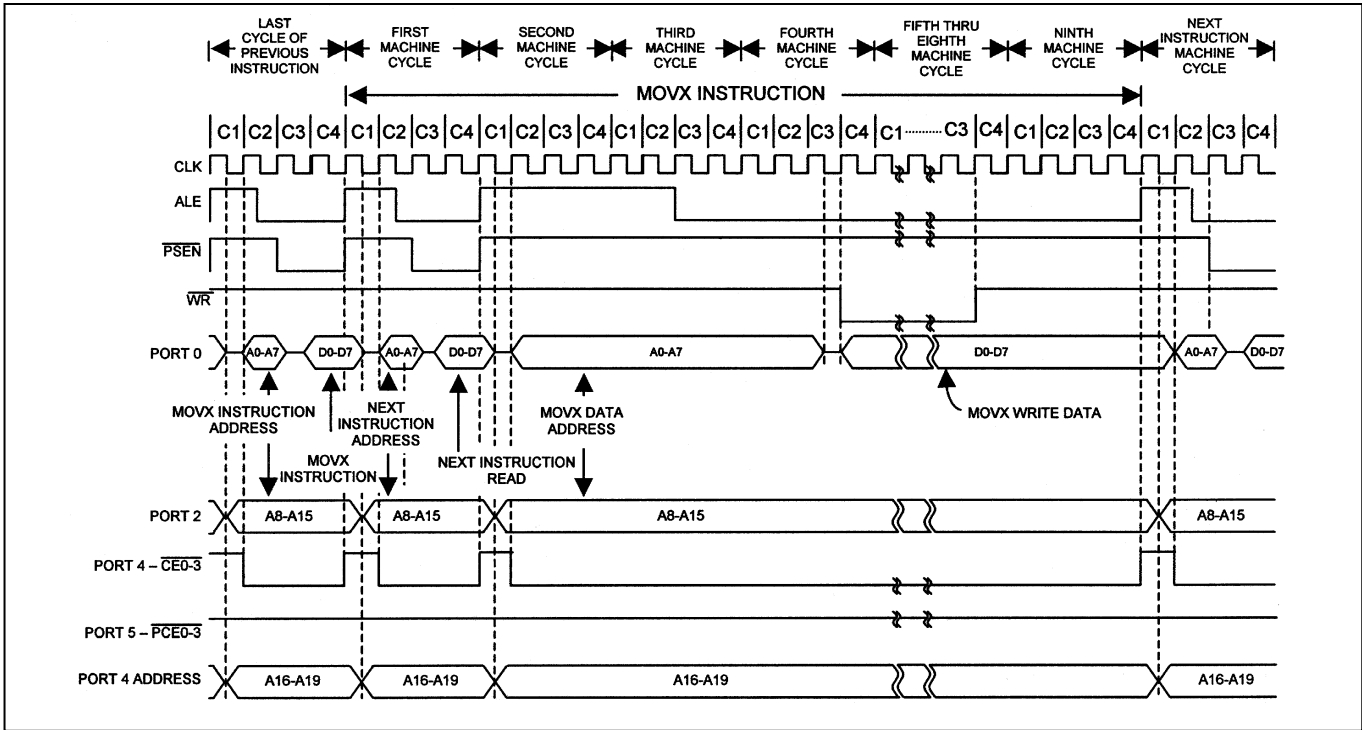 LAST CYCLE OF PREVIOUS INSTRUCTION
FIRST MACHINE CYCLE
SECOND MACHINE CYCLE
THIRD MACHINE CYCLE
FOURTH MACHINE CYCLE
FIFTH THRU EIGHTH MACHINE CYCLE
NINTH MACHINE CYCLE
NEXT INSTRUCTION MACHINE CYCLE
MOVX INSTRUCTION
C1 C2 C3 C4 C1 C2 C3 C4 C1 C2 C3 C4 C1 C2 C3 C4 C1 C2 C3 C4 C1 ......... C3 C4 C1 C2 C3 C4 C1 C2 C3 C4
CLK
ALE
PSEN
WR
PORT 0 A0-A7 D0-D7 A0-A7 D0-D7 A0-A7 D0-D7 A0-A7 D0-D7
MOVX INSTRUCTION ADDRESS
MOVX INSTRUCTION
NEXT INSTRUCTION ADDRESS
NEXT INSTRUCTION READ
MOVX DATA ADDRESS
MOVX WRITE DATA
PORT 2 A8-A15 A8-A15 A8-A15 A8-A15
PORT 4 – CE0-3
PORT 5 – PCE0-3
PORT 4 ADDRESS A16-A19 A16-A19 A16-A19 A16-A19